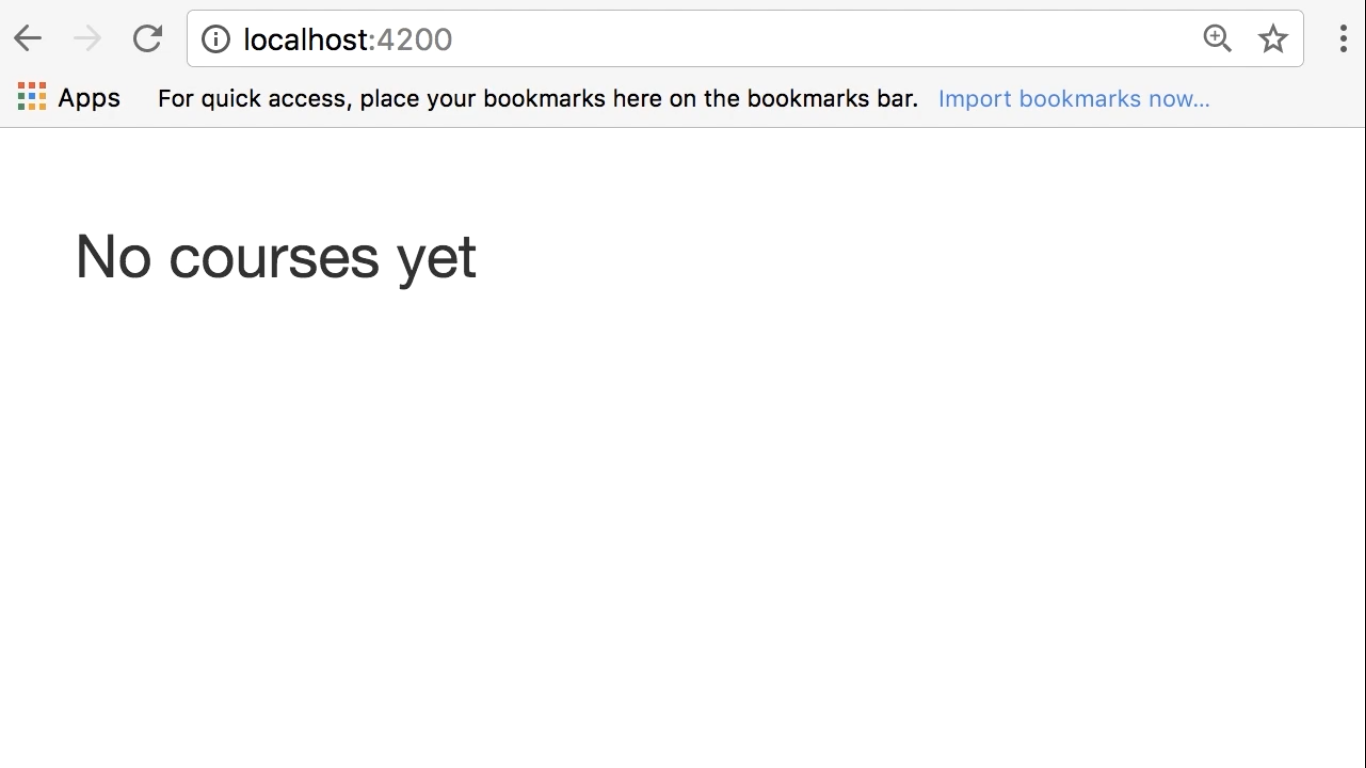 localhost:4200
Apps For quick access, place your bookmarks here on the bookmarks bar. Import bookmarks now...
No courses yet